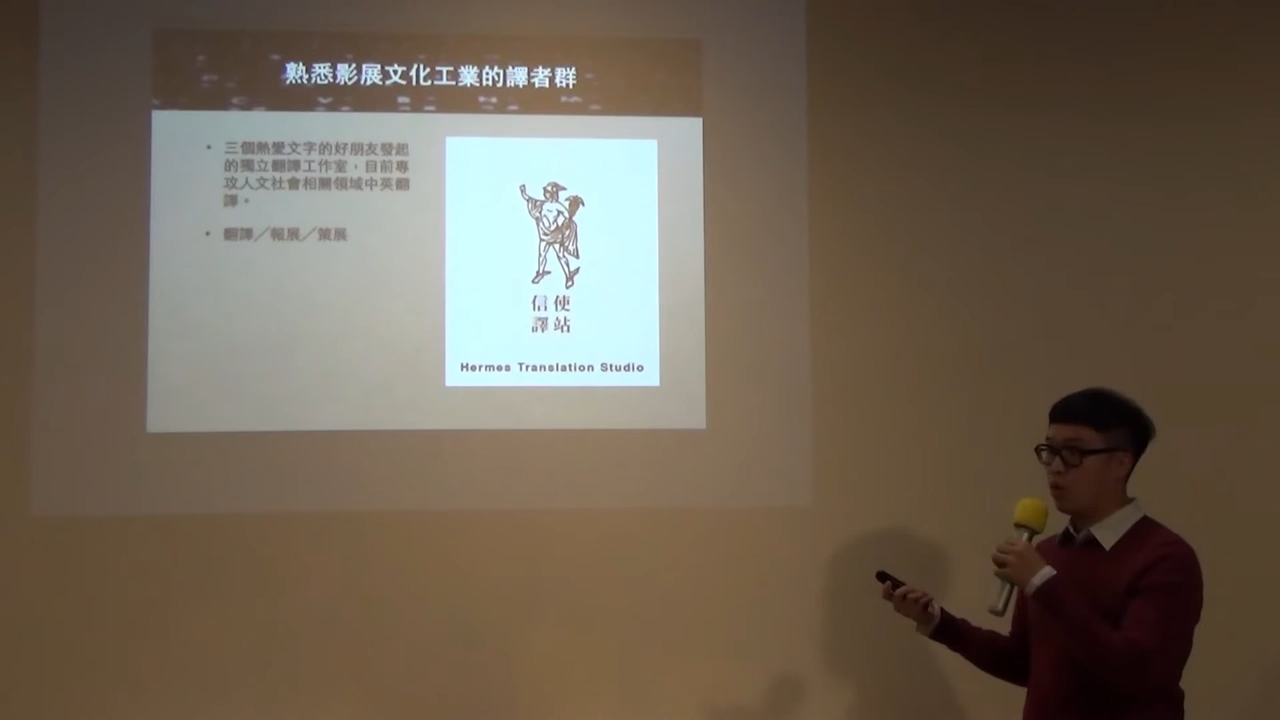 熟悉影展文化工業的譯者群
• 三個熱愛文字的好朋友發起
的獨立翻譯工作室，目前專
攻人文社會相關領域中英翻
譯。
• 翻譯／報展／策展
信使
譯站
Hermes Translation Studio